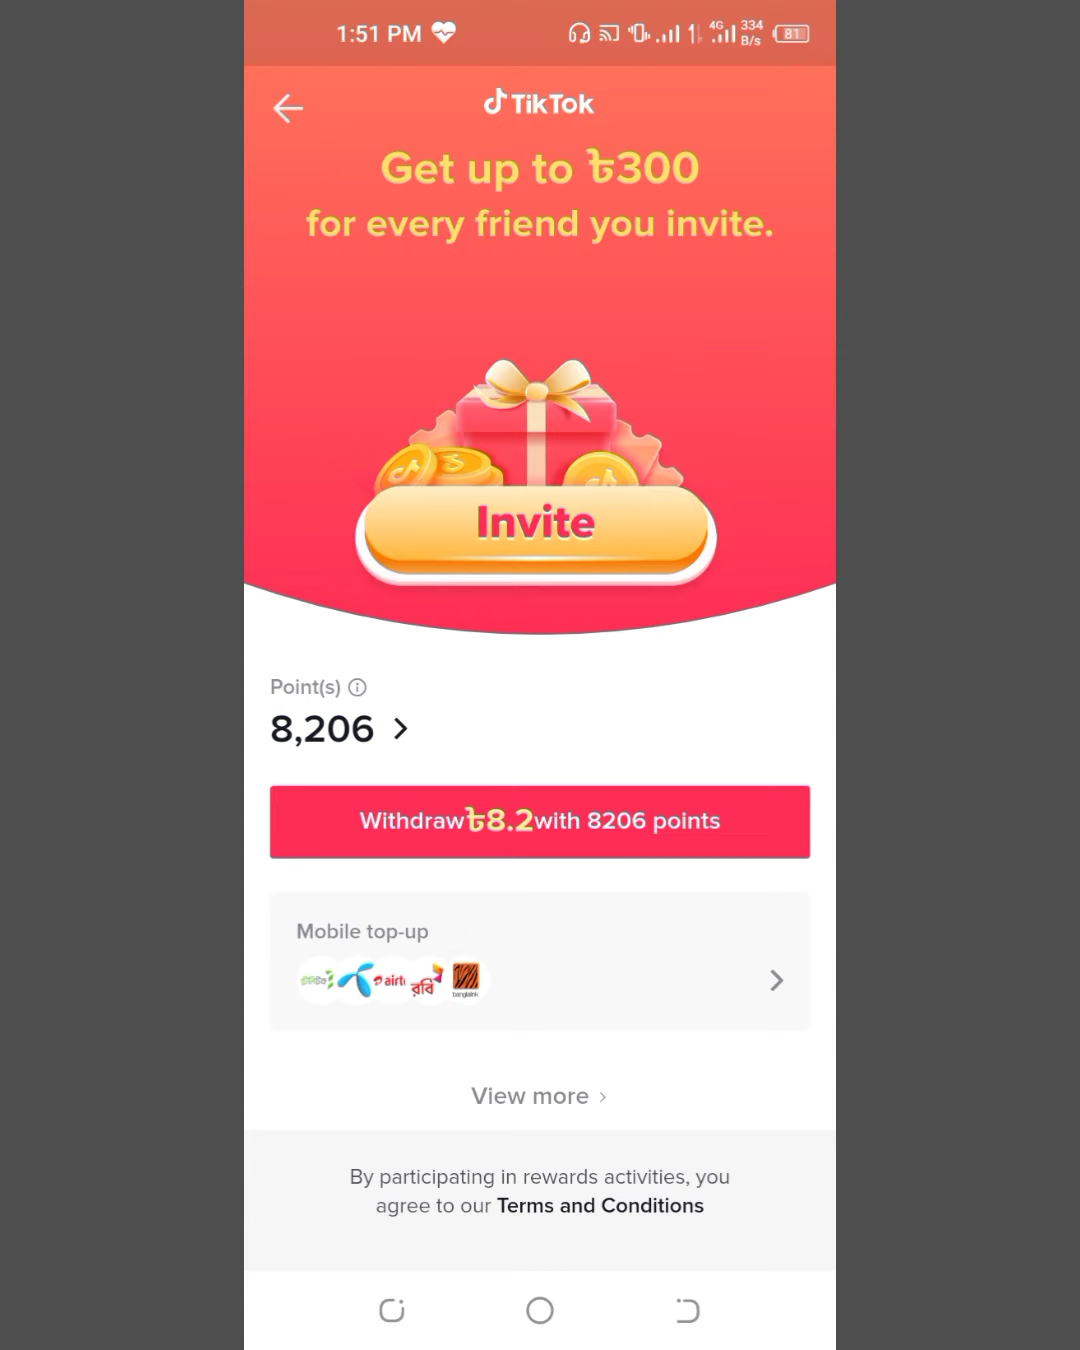 1:51 PM
4G 334 B/s 81
TikTok
Get up to ৳300
for every friend you invite.
Invite
Point(s)
8,206 >
Withdraw৳8.2with 8206 points
Mobile top-up
রবি
banglalink
View more >
By participating in rewards activities, you
agree to our Terms and Conditions